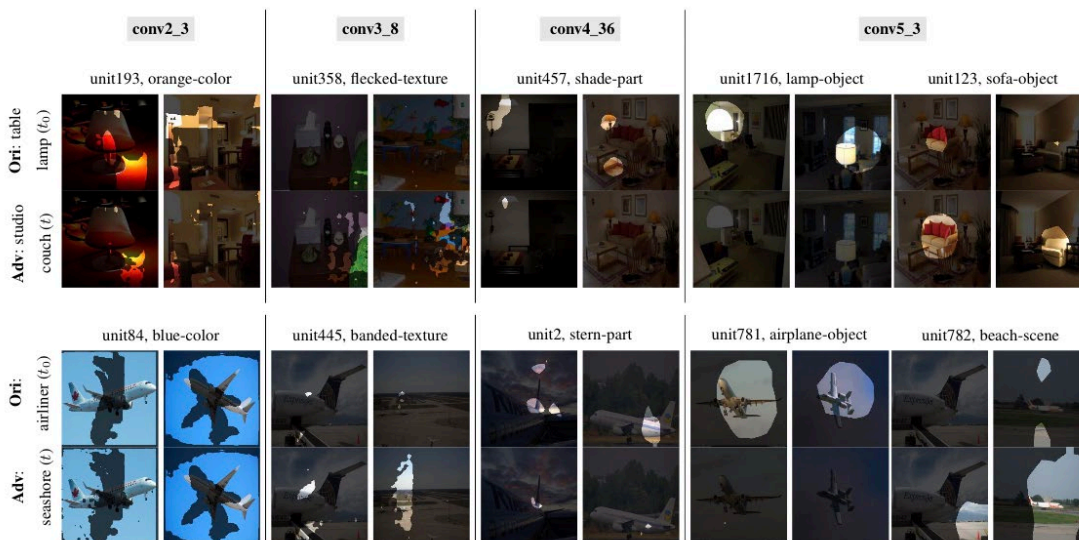 conv2_3 conv3_8 conv4_36 conv5_3
unit193, orange-color unit358, flecked-texture unit457, shade-part unit1716, lamp-object unit123, sofa-object
Ori: table
lamp (t₀)
Adv: studio
couch (t)
unit84, blue-color unit445, banded-texture unit2, stern-part unit781, airplane-object unit782, beach-scene
Ori:
airliner (t₀)
Adv:
seashore (t)